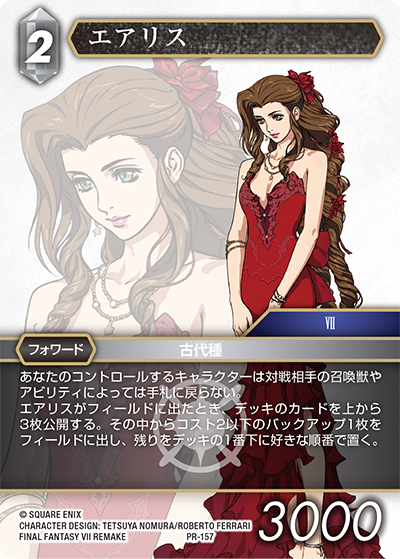 2
エアリス
VII
フォワード
古代種
あなたのコントロールするキャラクターは対戦相手の召喚獣や
アビリティによっては手札に戻らない。
エアリスがフィールドに出たとき、デッキのカードを上から
3枚公開する。その中からコスト2以下のバックアップ1枚を
フィールドに出し、残りをデッキの1番下に好きな順番で置く。
© SQUARE ENIX
CHARACTER DESIGN: TETSUYA NOMURA/ROBERTO FERRARI
FINAL FANTASY VII REMAKE
PR-157
3000